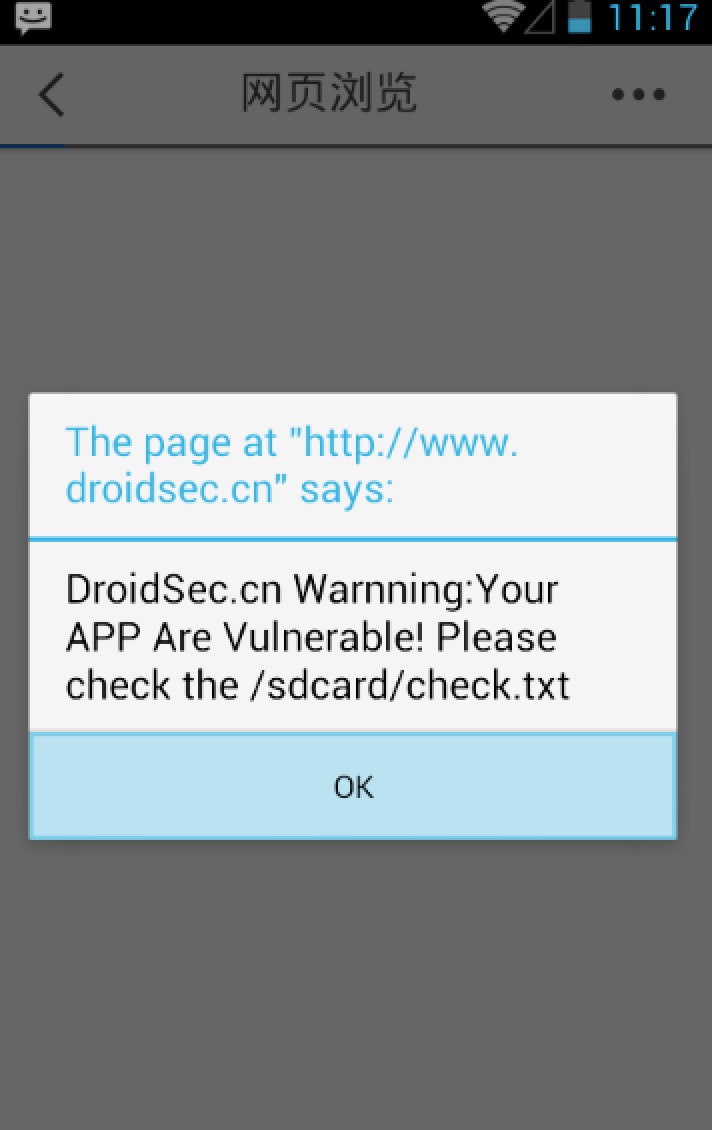 11:17
网页浏览
The page at "http://www.
droidsec.cn" says:
DroidSec.cn Warnning:Your
APP Are Vulnerable! Please
check the /sdcard/check.txt
OK